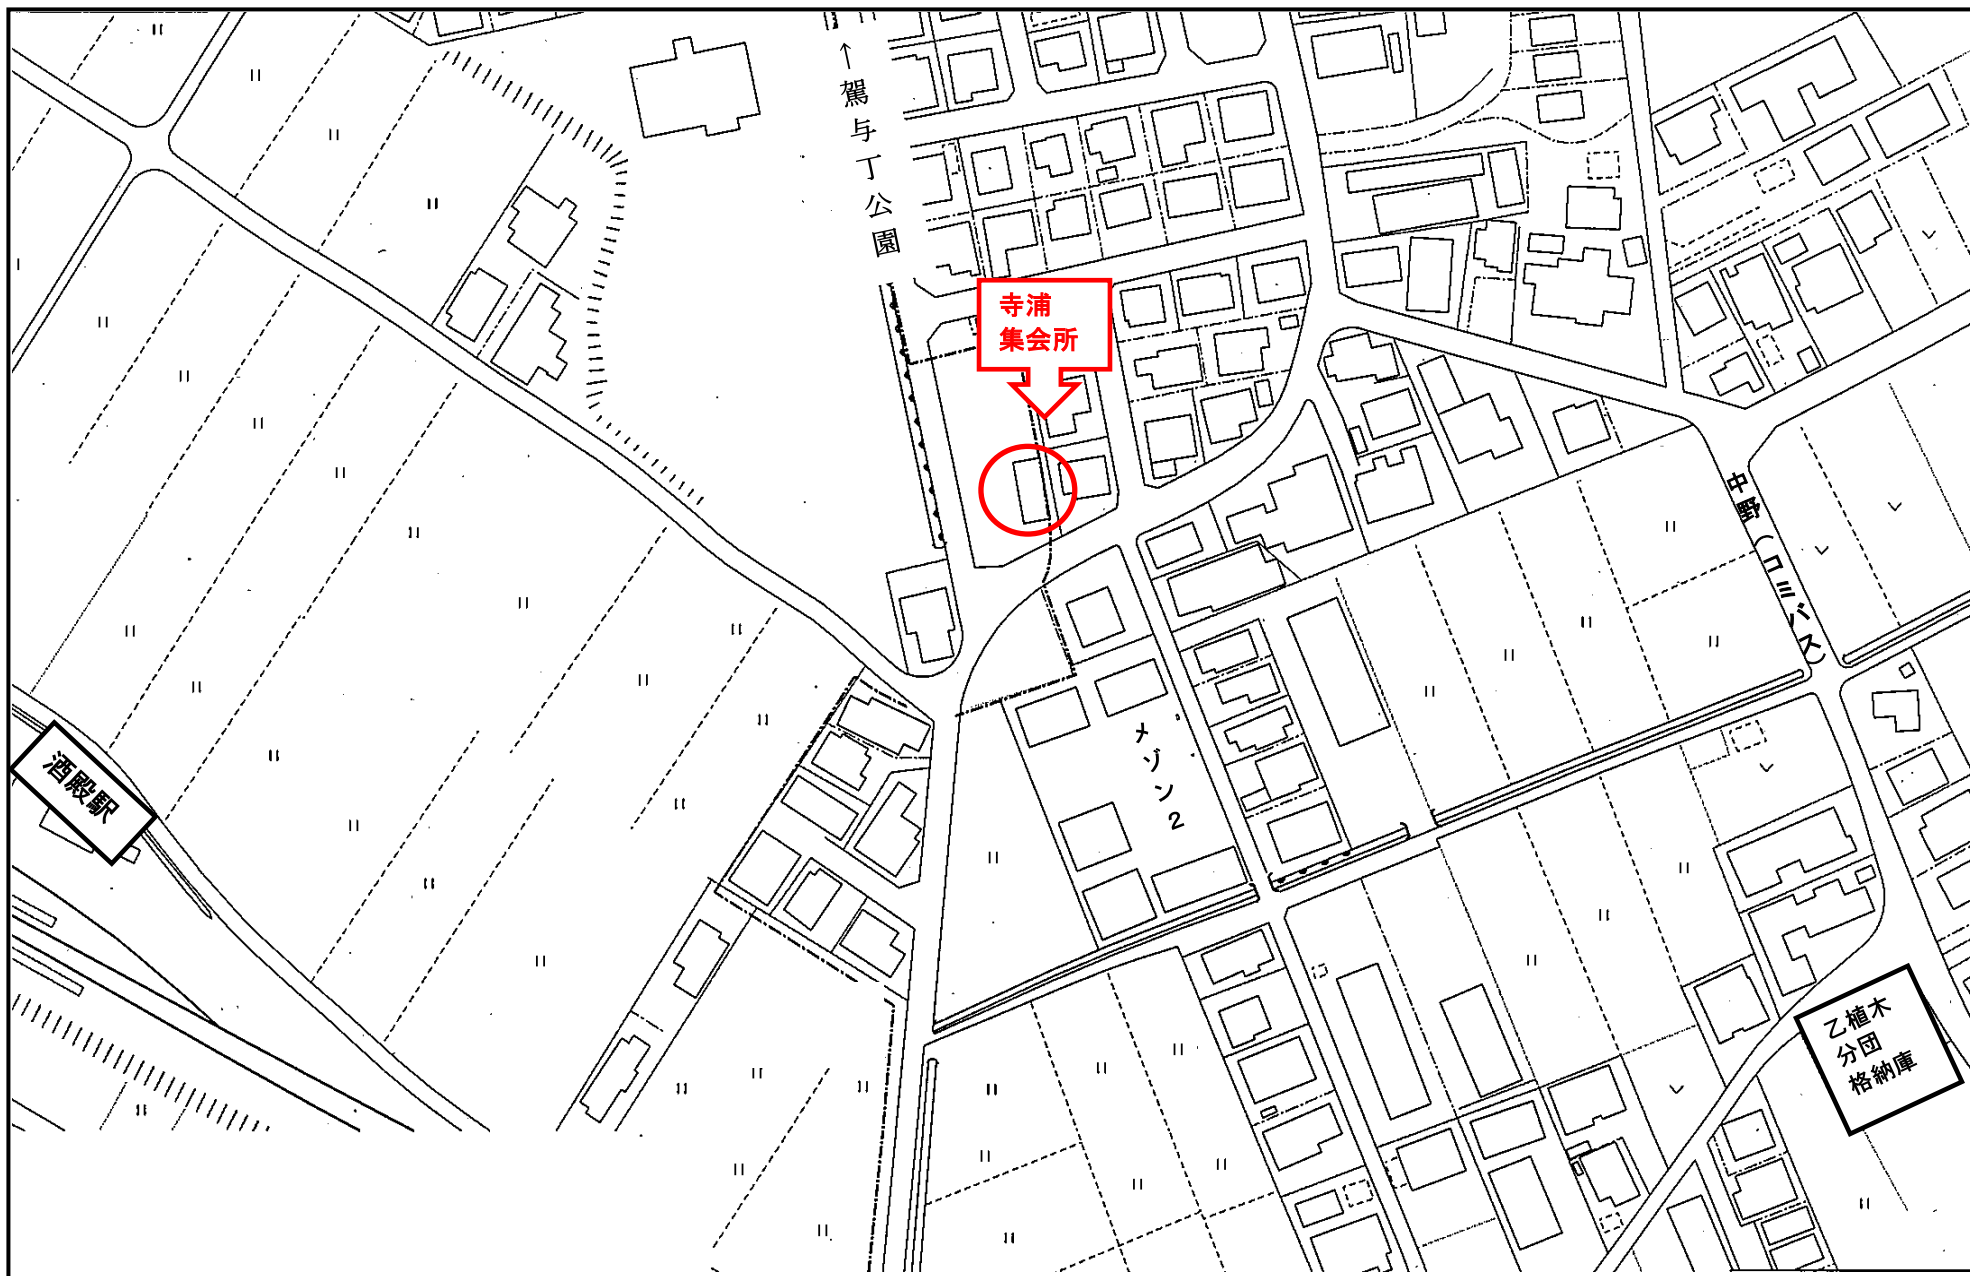 ↑駕与丁公園
寺浦
集会所
中野(コミバス)
酒殿駅
メゾン2
乙植木
分団
格納庫